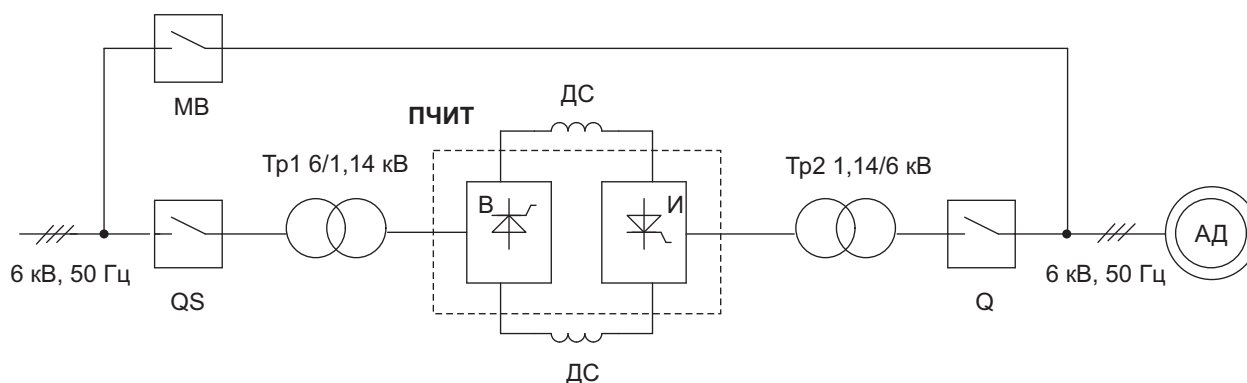 МВ
ДС
ПЧИТ
Тр1 6/1,14 кВ
Тр2 1,14/6 кВ
В
И
АД
6 кВ, 50 Гц
6 кВ, 50 Гц
QS
Q
ДС